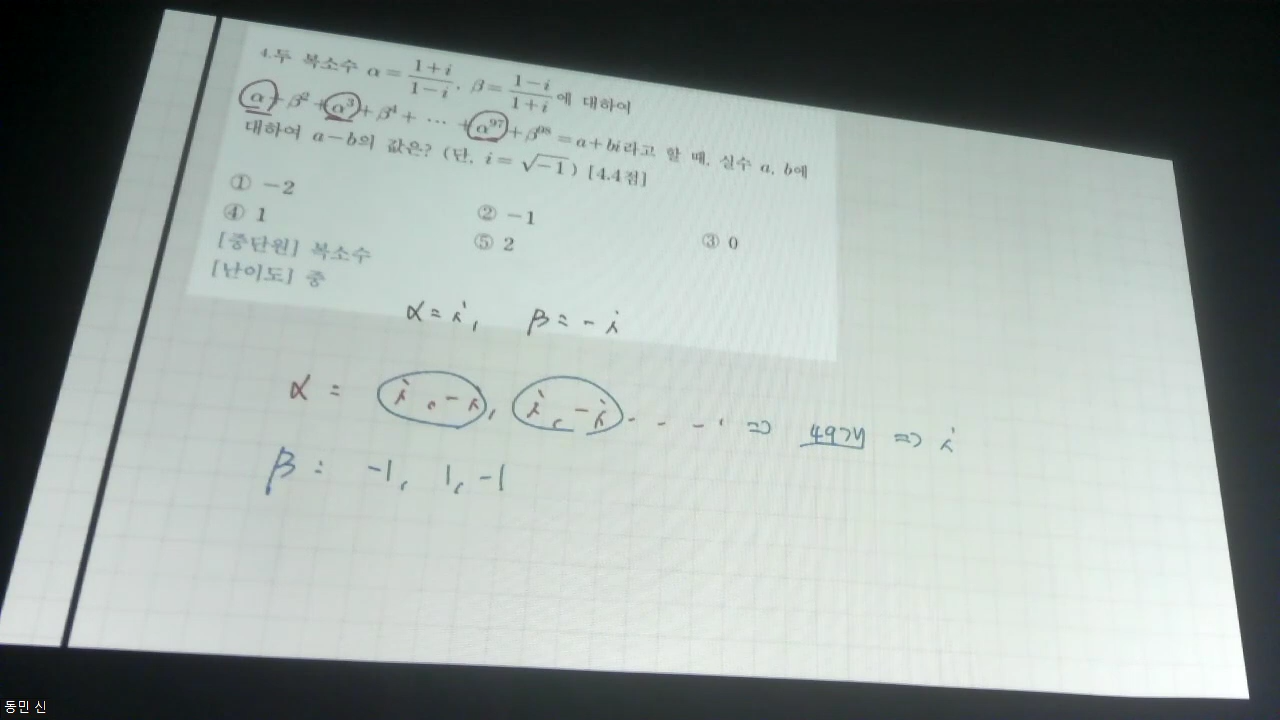 4.두 복소수 α = (1+i)/(1-i), β = (1-i)/(1+i) 에 대하여
α + β² + α³ + β⁴ + ⋯ + α⁹⁷ + β⁹⁸ = a + bi라고 할 때, 실수 a, b에
대하여 a-b의 값은? (단, i = √-1) [4.4점]
① -2
② -1
③ 0
④ 1
⑤ 2
[중단원] 복소수
[난이도] 중
α = i, β = -i
α = i, -i, i, -i . . . . ⇒ 49개 ⇒ i
β : -1, 1, -1
동민 신